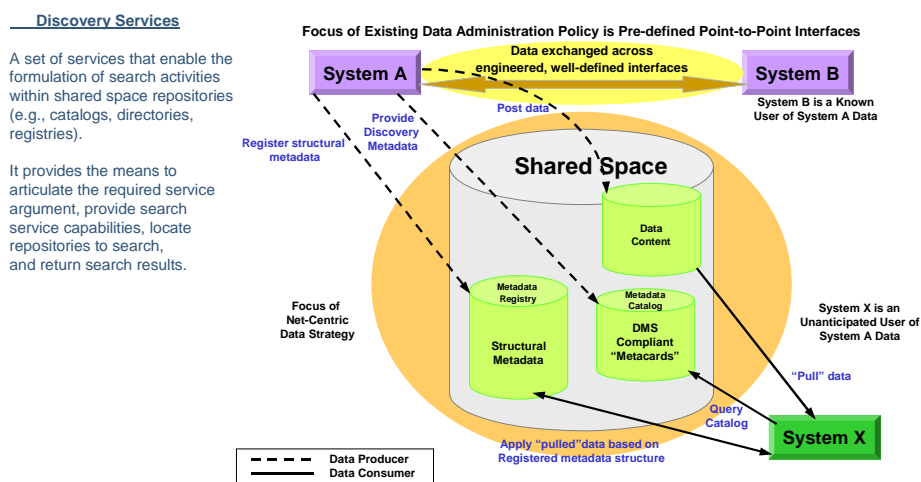 Discovery Services
A set of services that enable the
formulation of search activities
within shared space repositories
(e.g., catalogs, directories,
registries).
It provides the means to
articulate the required service
argument, provide search
service capabilities, locate
repositories to search,
and return search results.
Focus of Existing Data Administration Policy is Pre-defined Point-to-Point Interfaces
System A
Data exchanged across
engineered, well-defined interfaces
System B
System B is a Known
User of System A Data
Post data
Provide
Discovery
Metadata
Register structural
metadata
Shared Space
Data
Content
Metadata
Registry
Structural
Metadata
Metadata
Catalog
DMS
Compliant
“Metacards”
Focus of
Net-Centric
Data Strategy
System X is an
Unanticipated User of
System A Data
“Pull” data
Query
Catalog
System X
Apply “pulled”data based on
Registered metadata structure
Data Producer
Data Consumer